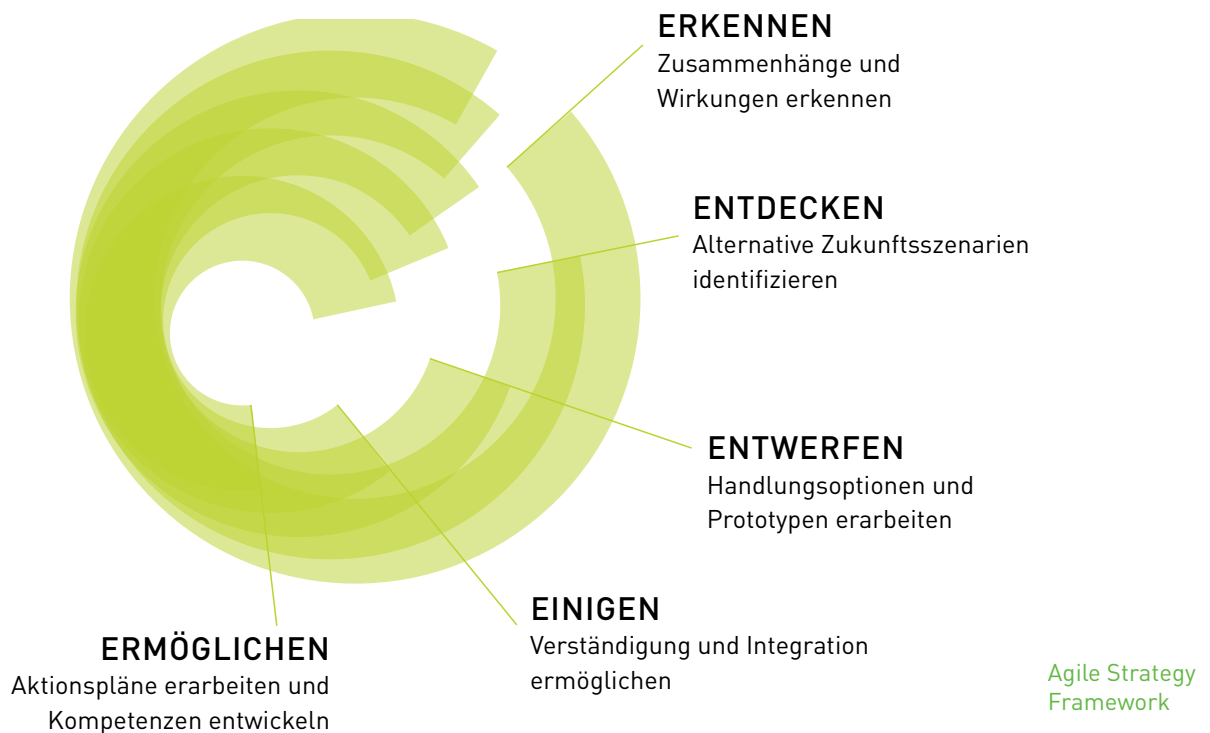 ERKENNEN
Zusammenhänge und
Wirkungen erkennen
ENTDECKEN
Alternative Zukunftsszenarien
identifizieren
ENTWERFEN
Handlungsoptionen und
Prototypen erarbeiten
EINIGEN
Verständigung und Integration
ermöglichen
ERMÖGLICHEN
Aktionspläne erarbeiten und
Kompetenzen entwickeln
Agile Strategy
Framework